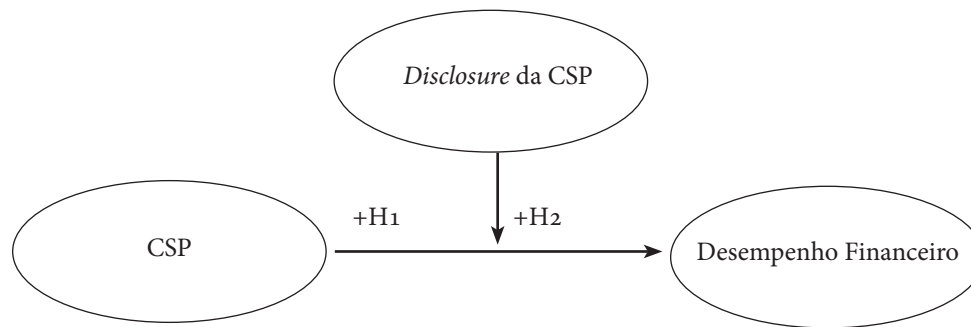 Disclosure da CSP
+H1
+H2
CSP
Desempenho Financeiro